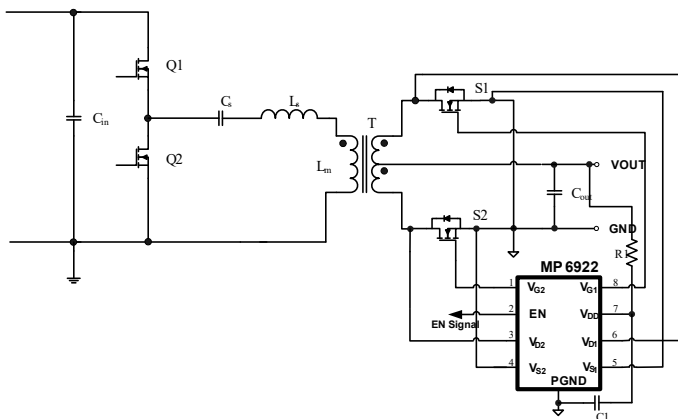 Q1
S1
Cs
Ls
T
Cin
Lm
Q2
VOUT
Cout
S2
GND
R1
MP6922
1
VG2
VG1
8
2
EN
VDD
7
EN Signal
3
VD2
VD1
6
4
VS2
VS1
5
PGND
C1